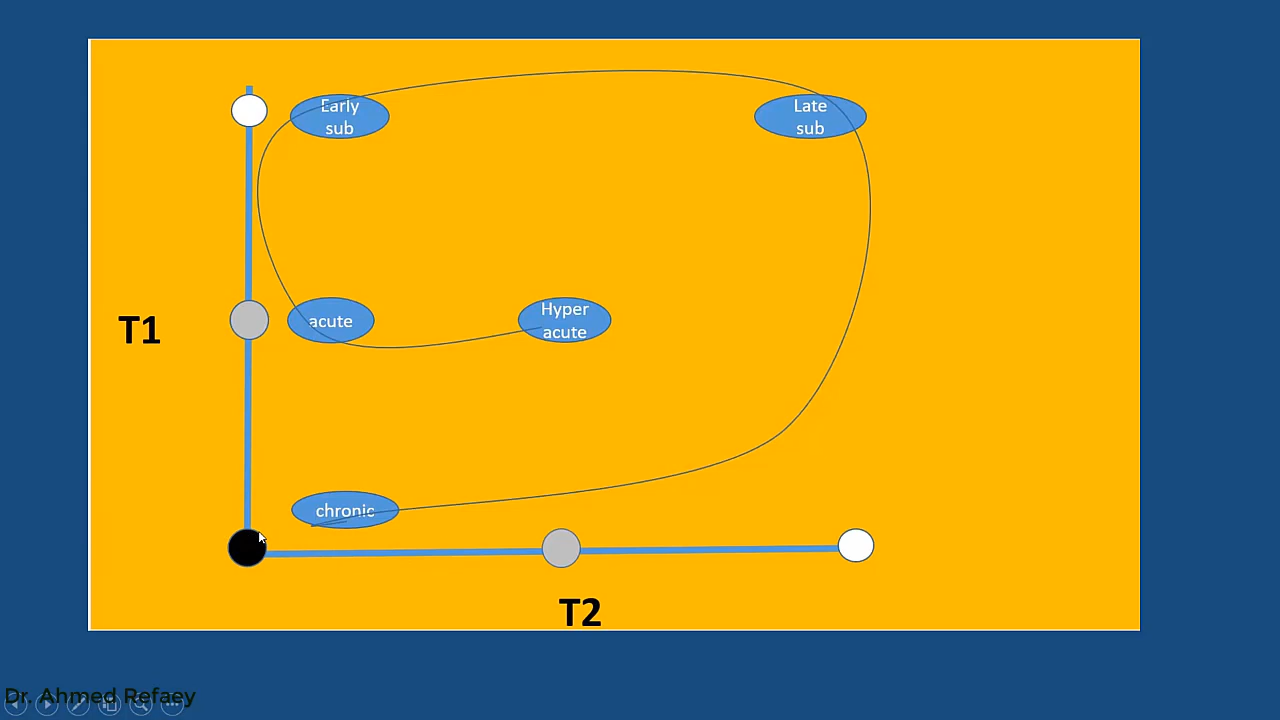 Early
sub
Late
sub
T1
acute
Hyper
acute
chronic
T2
Dr. Ahmed Refaey